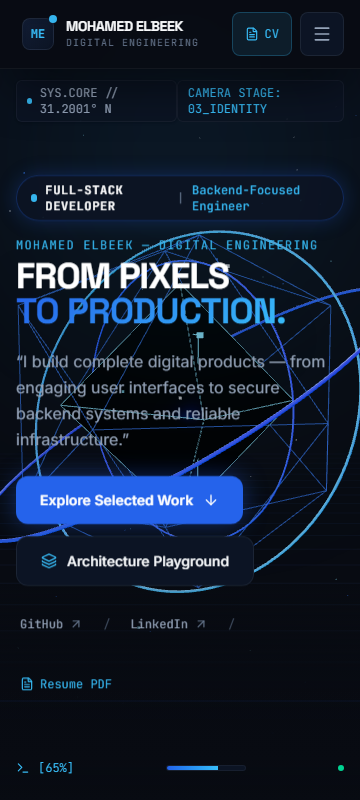 ME
MOHAMED ELBEEK
DIGITAL ENGINEERING
CV
SYS.CORE //
31.2001° N
CAMERA STAGE:
03_IDENTITY
FULL-STACK
DEVELOPER
|
Backend-Focused
Engineer
MOHAMED ELBEEK — DIGITAL ENGINEERING
FROM PIXELS
TO PRODUCTION.
“I build complete digital products — from
engaging user interfaces to secure
backend systems and reliable
infrastructure.”
Explore Selected Work ↓
Architecture Playground
GitHub ↗ / LinkedIn ↗ /
Resume PDF
>_ [65%]